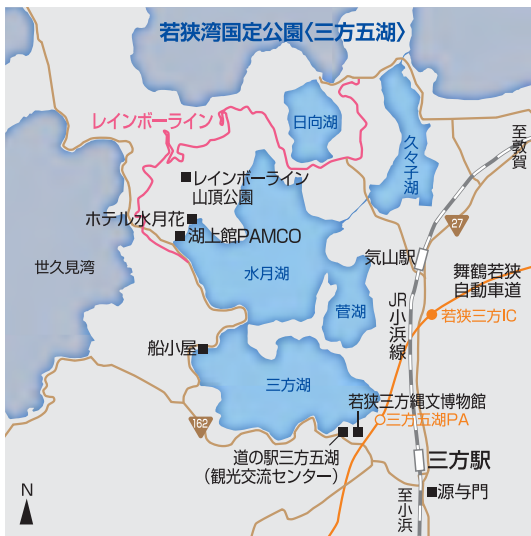 若狭湾国定公園〈三方五湖〉
レインボーライン
日向湖
久々子湖
至敦賀
レインボーライン
山頂公園
27
ホテル水月花
湖上館PAMCO
気山駅
舞鶴若狭
自動車道
世久見湾
水月湖
菅湖
JR小浜線
若狭三方IC
船小屋
三方湖
若狭三方縄文博物館
三方五湖PA
162
道の駅三方五湖
（観光交流センター）
三方駅
至小浜
源与門
N